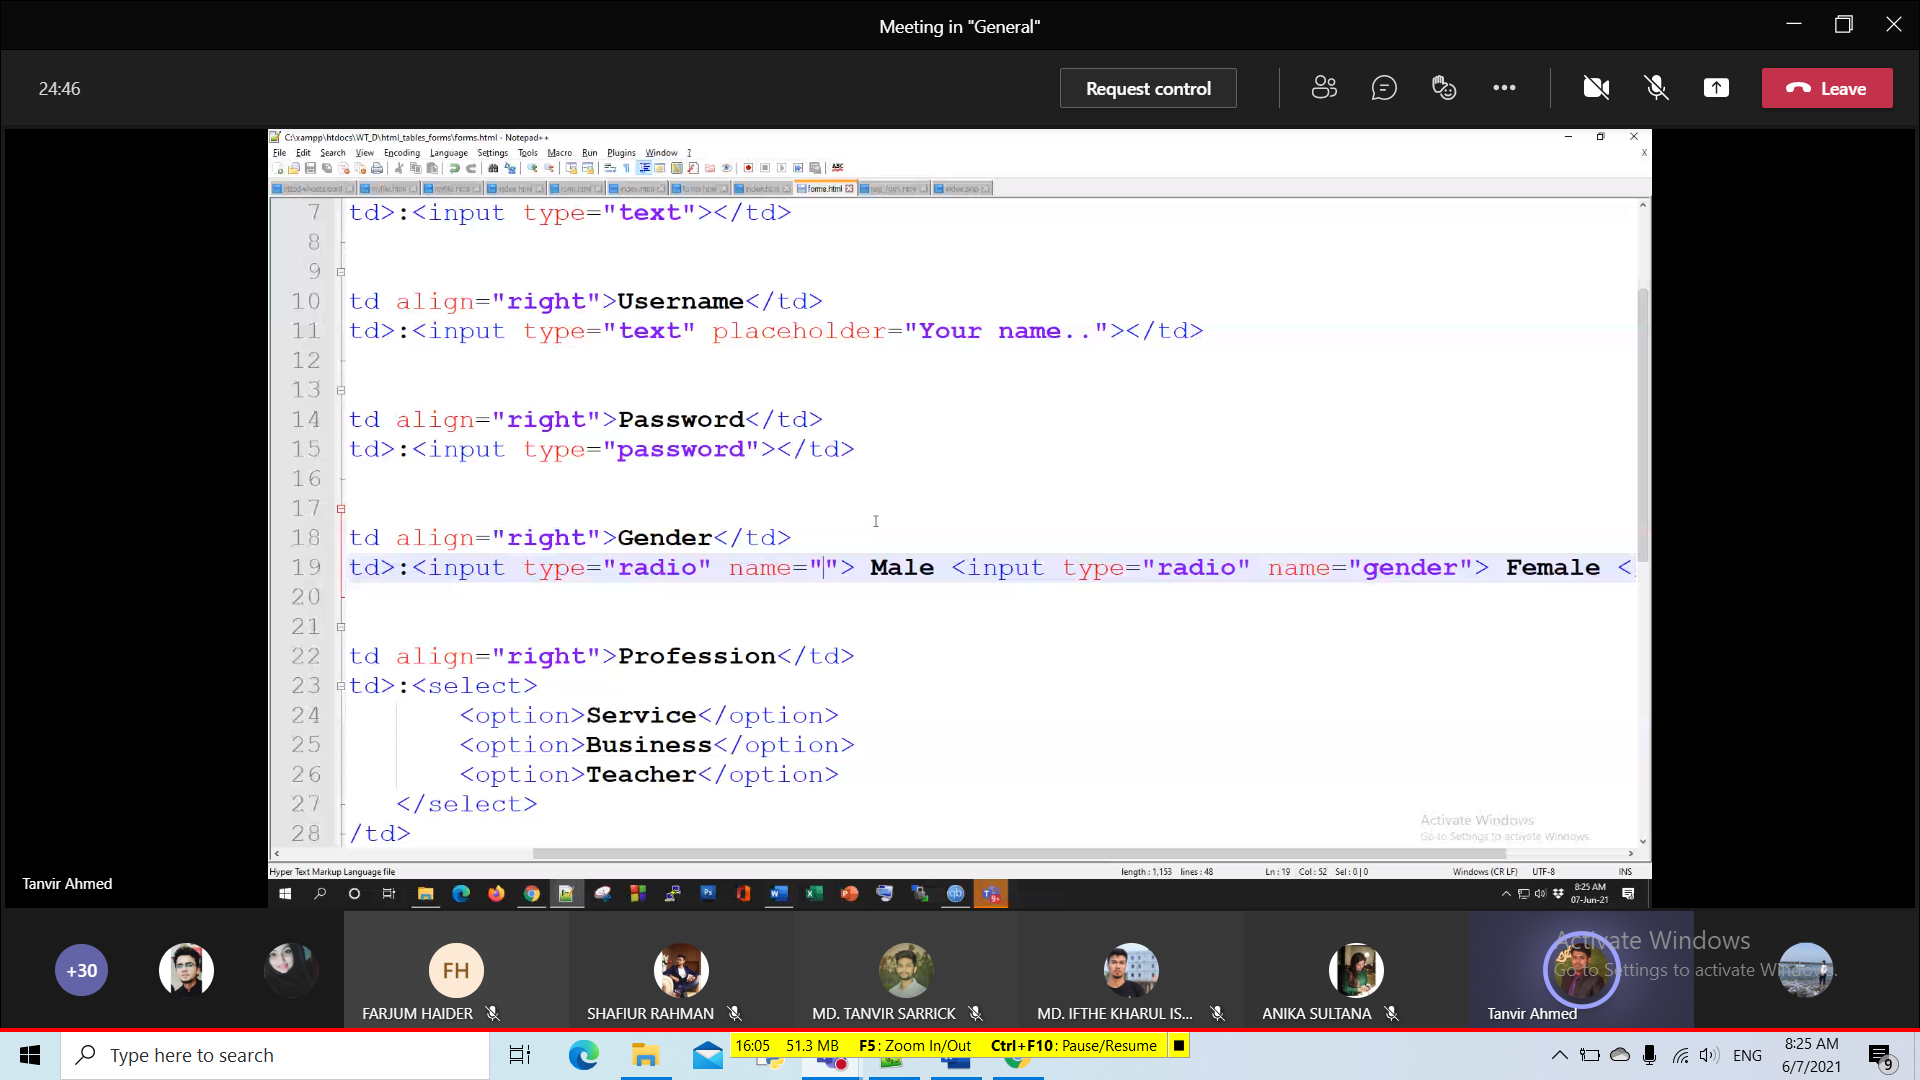 Meeting in "General"
24:46
Request control
Leave
C:\xampp\htdocs\WT_D\html_tables_forms\forms.html - Notepad++
File Edit Search View Encoding Language Settings Tools Macro Run Plugins Window ? X
forms.html
7 td>:<input type="text"></td>
8
9
10 td align="right">Username</td>
11 td>:<input type="text" placeholder="Your name.."></td>
12
13
14 td align="right">Password</td>
15 td>:<input type="password"></td>
16
17
18 td align="right">Gender</td>
19 td>:<input type="radio" name=""> Male <input type="radio" name="gender"> Female <
20
21
22 td align="right">Profession</td>
23 td>:<select>
24 <option>Service</option>
25 <option>Business</option>
26 <option>Teacher</option>
27 </select>
28 /td>
Activate Windows
Go to Settings to activate Windows.
Hyper Text Markup Language file length : 1,153 lines : 48 Ln : 19 Col : 52 Sel : 0 | 0 Windows (CR LF) UTF-8 INS
Tanvir Ahmed
8:25 AM
07-Jun-21
+30
FH
FARJUM HAIDER
SHAFIUR RAHMAN
MD. TANVIR SARRICK
MD. IFTHE KHARUL IS...
ANIKA SULTANA
Tanvir Ahmed
Activate Windows
Go to Settings to activate Windows.
Type here to search
16:05 51.3 MB F5: Zoom In/Out Ctrl+F10: Pause/Resume
ENG
8:25 AM
6/7/2021
9